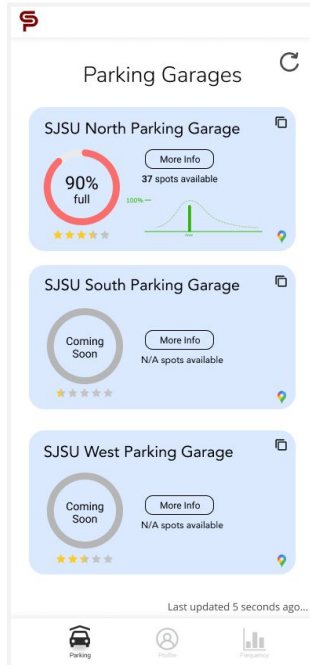 SP
Parking Garages
SJSU North Parking Garage
90%
full
More Info
37 spots available
100%
SJSU South Parking Garage
Coming
Soon
More Info
N/A spots available
SJSU West Parking Garage
Coming
Soon
More Info
N/A spots available
Last updated 5 seconds ago...
Parking
Profile
Frequency